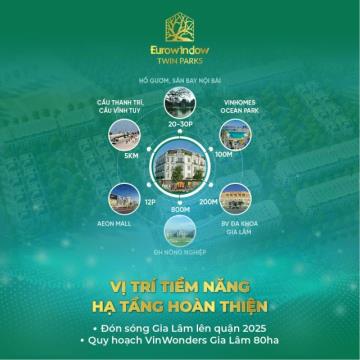 Eurowindow
TWIN PARKS
HỒ GƯƠM, SÂN BAY NỘI BÀI
20-30P
CẦU THANH TRÌ,
CẦU VĨNH TUY
5KM
VINHOMES
OCEAN PARK
100M
12P
AEON MALL
800M
ĐH NÔNG NGHIỆP
200M
BV ĐA KHOA
GIA LÂM
VỊ TRÍ TIỀM NĂNG
HẠ TẦNG HOÀN THIỆN
• Đón sóng Gia Lâm lên quận 2025
• Quy hoạch VinWonders Gia Lâm 80ha